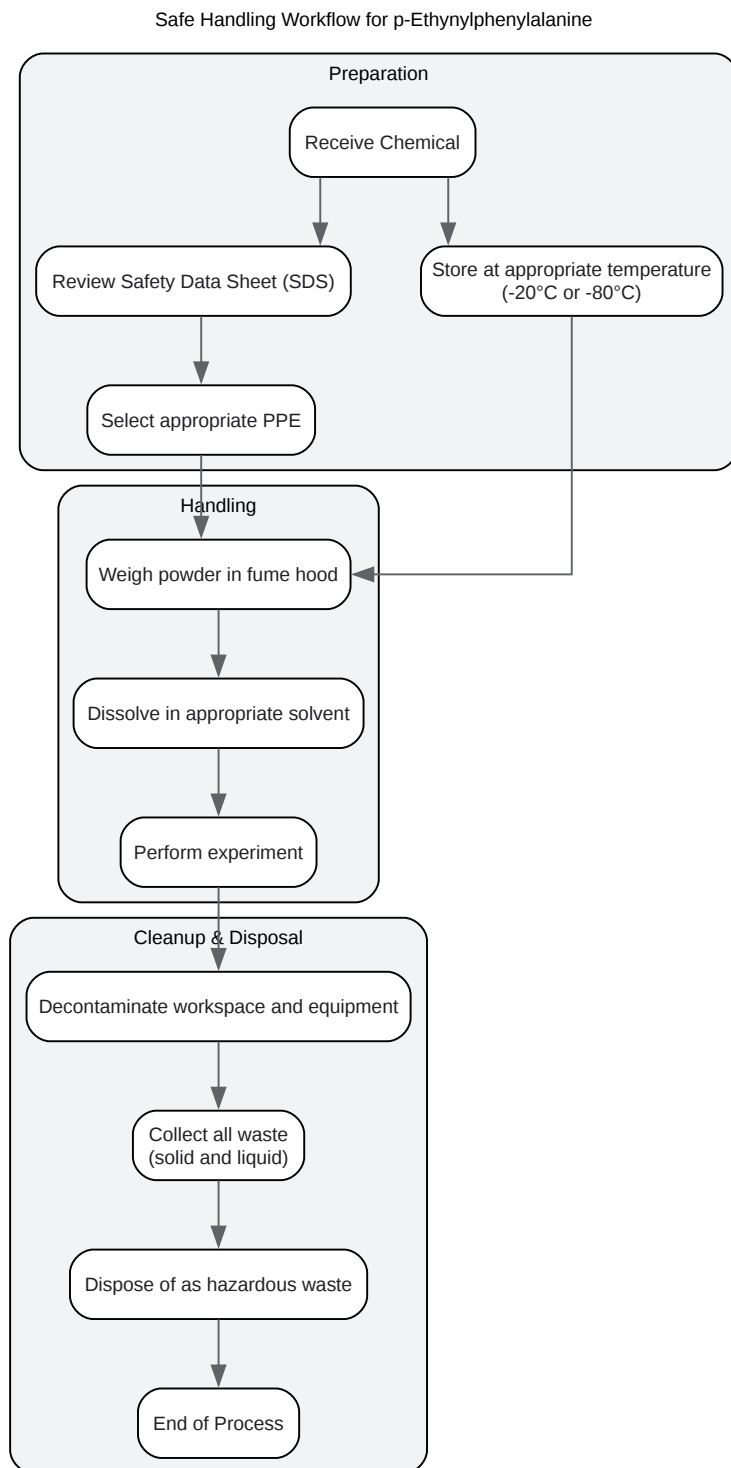 Safe Handling Workflow for p-Ethynylphenylalanine
Preparation
Receive Chemical
Review Safety Data Sheet (SDS)
Store at appropriate temperature
(-20°C or -80°C)
Select appropriate PPE
Handling
Weigh powder in fume hood
Dissolve in appropriate solvent
Perform experiment
Cleanup & Disposal
Decontaminate workspace and equipment
Collect all waste
(solid and liquid)
Dispose of as hazardous waste
End of Process